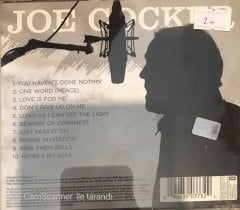 JOE COCKER
1. YOU HAVEN'T DONE NOTHIN'
2. ONE WORD (PEACE)
3. LOVE IS FOR ME
4. DON'T GIVE UP ON ME
5. LONG AS I CAN SEE THE LIGHT
6. BEWARE OF DARKNESS
7. JUST PASS IT ON
8. RIVERS INVITATION
9. RING THEM BELLS
10. HYMN 4 MY SOUL
CamScanner ile tarandı